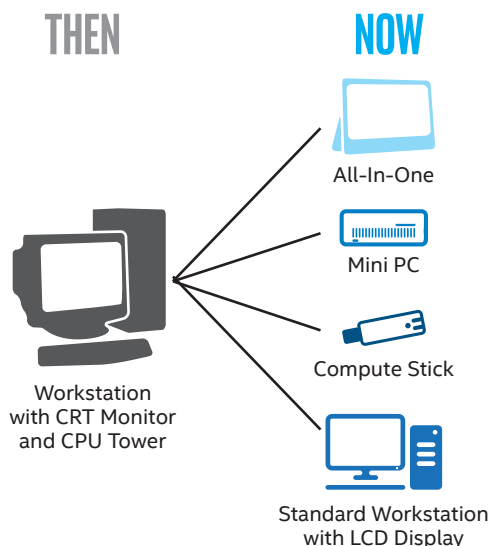 THEN
NOW
All-In-One
Mini PC
Compute Stick
Workstation
with CRT Monitor
and CPU Tower
Standard Workstation
with LCD Display